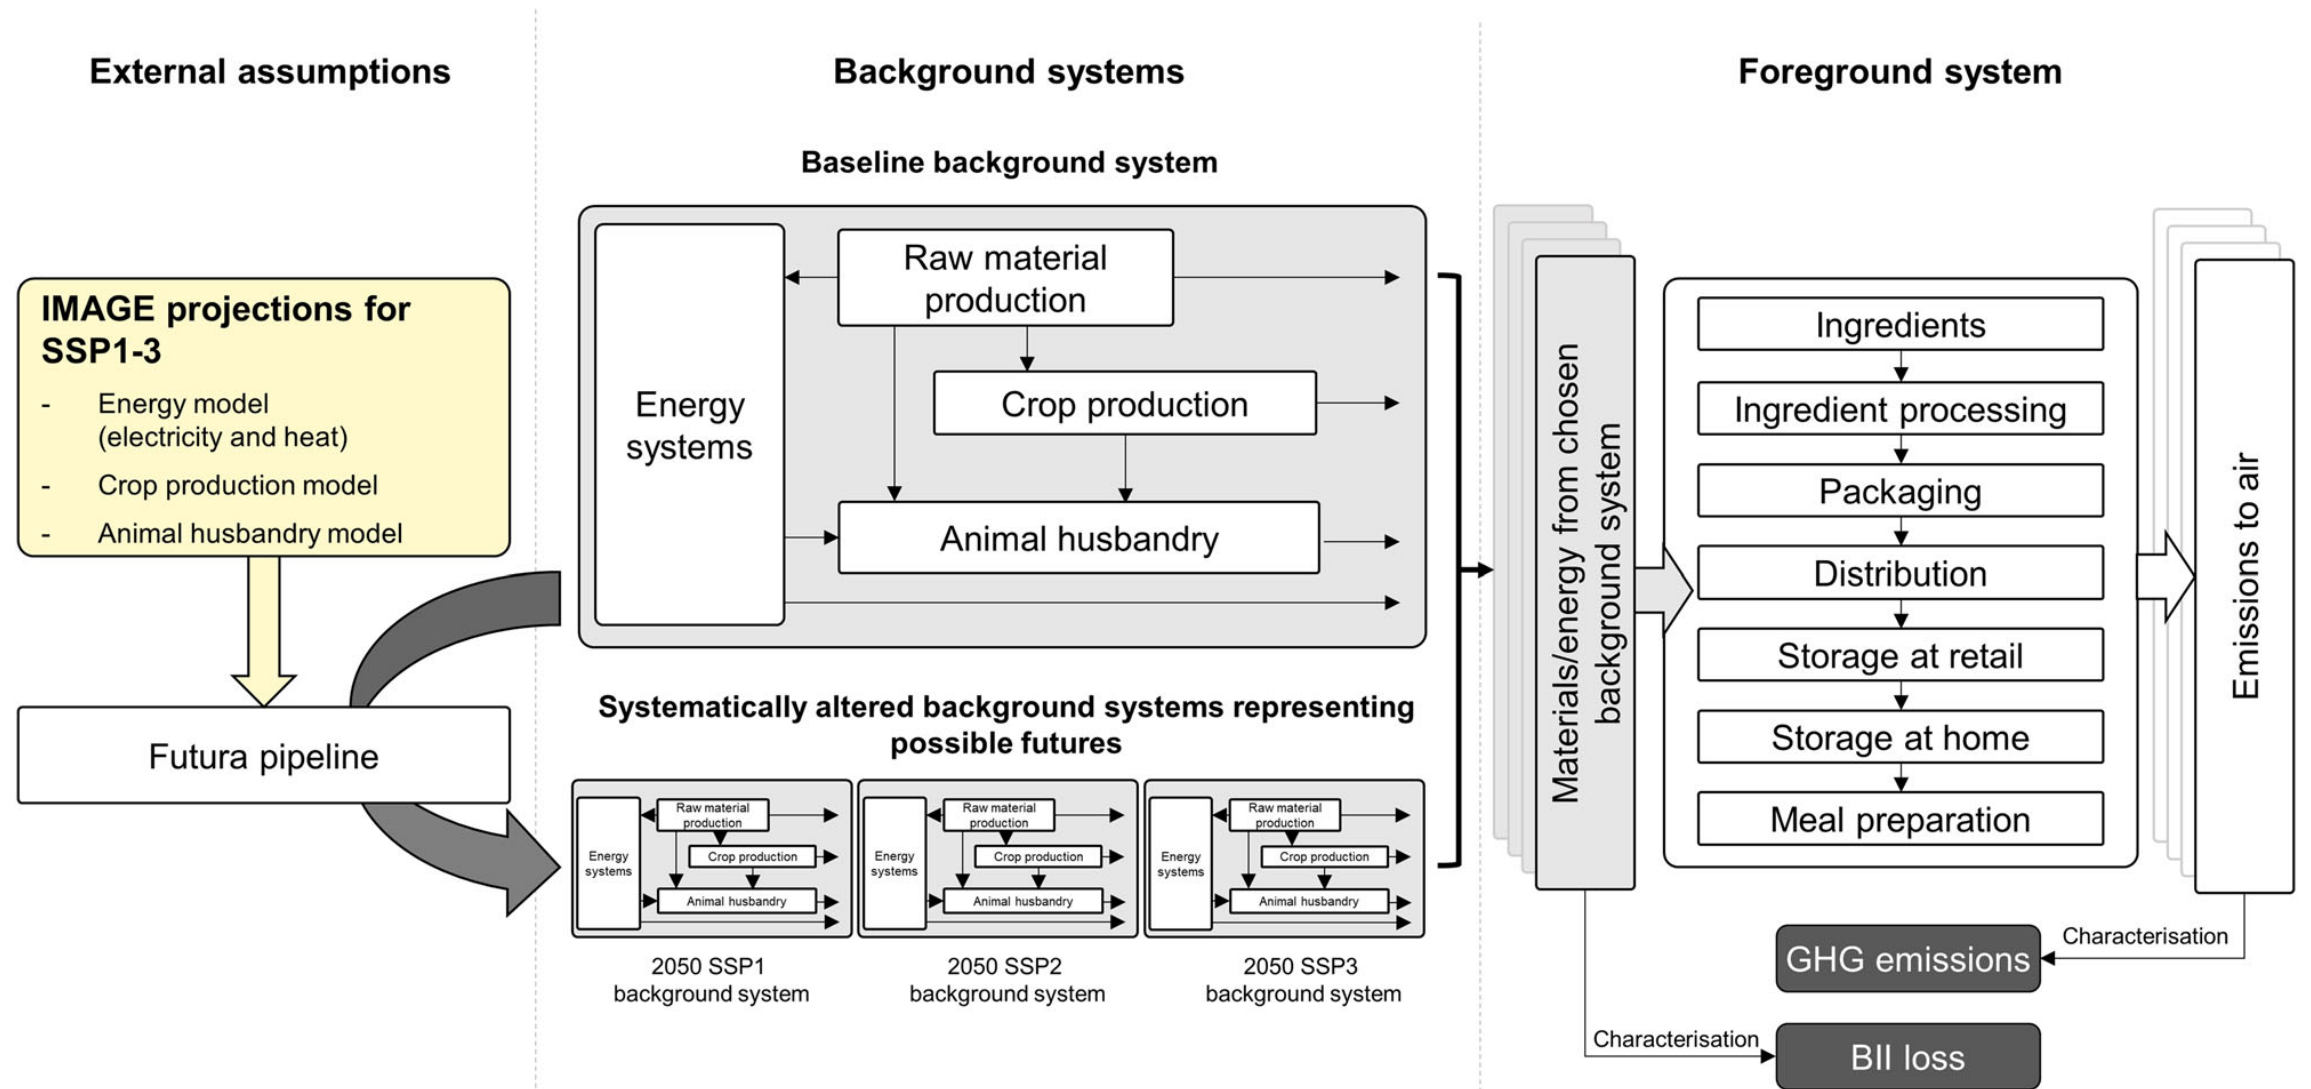 External assumptions
Background systems
Foreground system
Baseline background system
IMAGE projections for
SSP1-3
- Energy model
(electricity and heat)
- Crop production model
- Animal husbandry model
Futura pipeline
Energy
systems
Raw material
production
Crop production
Animal husbandry
Systematically altered background systems representing
possible futures
Energy
systems
Raw material
production
Crop production
Animal husbandry
2050 SSP1
background system
Energy
systems
Raw material
production
Crop production
Animal husbandry
2050 SSP2
background system
Energy
systems
Raw material
production
Crop production
Animal husbandry
2050 SSP3
background system
Materials/energy from chosen
background system
Ingredients
Ingredient processing
Packaging
Distribution
Storage at retail
Storage at home
Meal preparation
Emissions to air
Characterisation
GHG emissions
Characterisation
BII loss